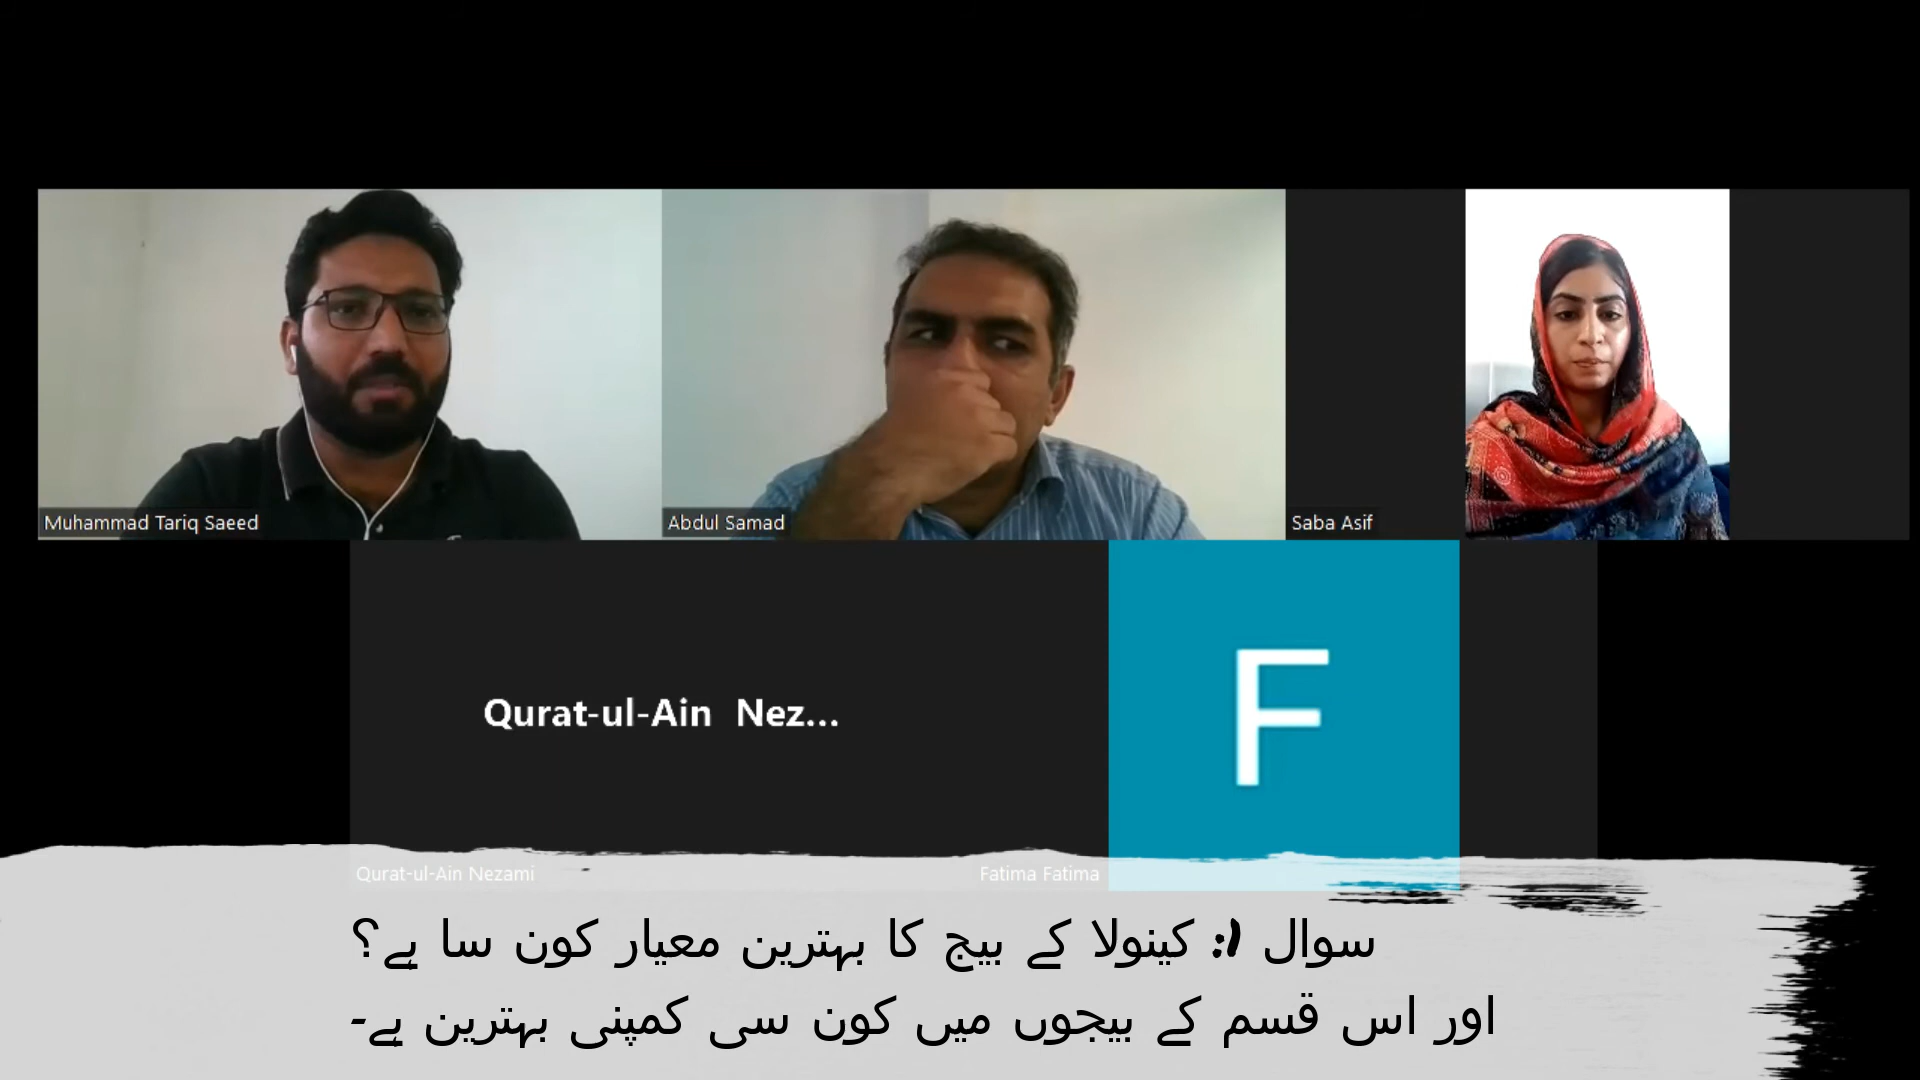 Muhammad Tariq Saeed
Abdul Samad
Saba Asif
Qurat-ul-Ain Nez...
F
Qurat-ul-Ain Nezami
Fatima Fatima
سوال 1: کینولا کے بیج کا بہترین معیار کون سا ہے؟
اور اس قسم کے بیجوں میں کون سی کمپنی بہترین ہے۔